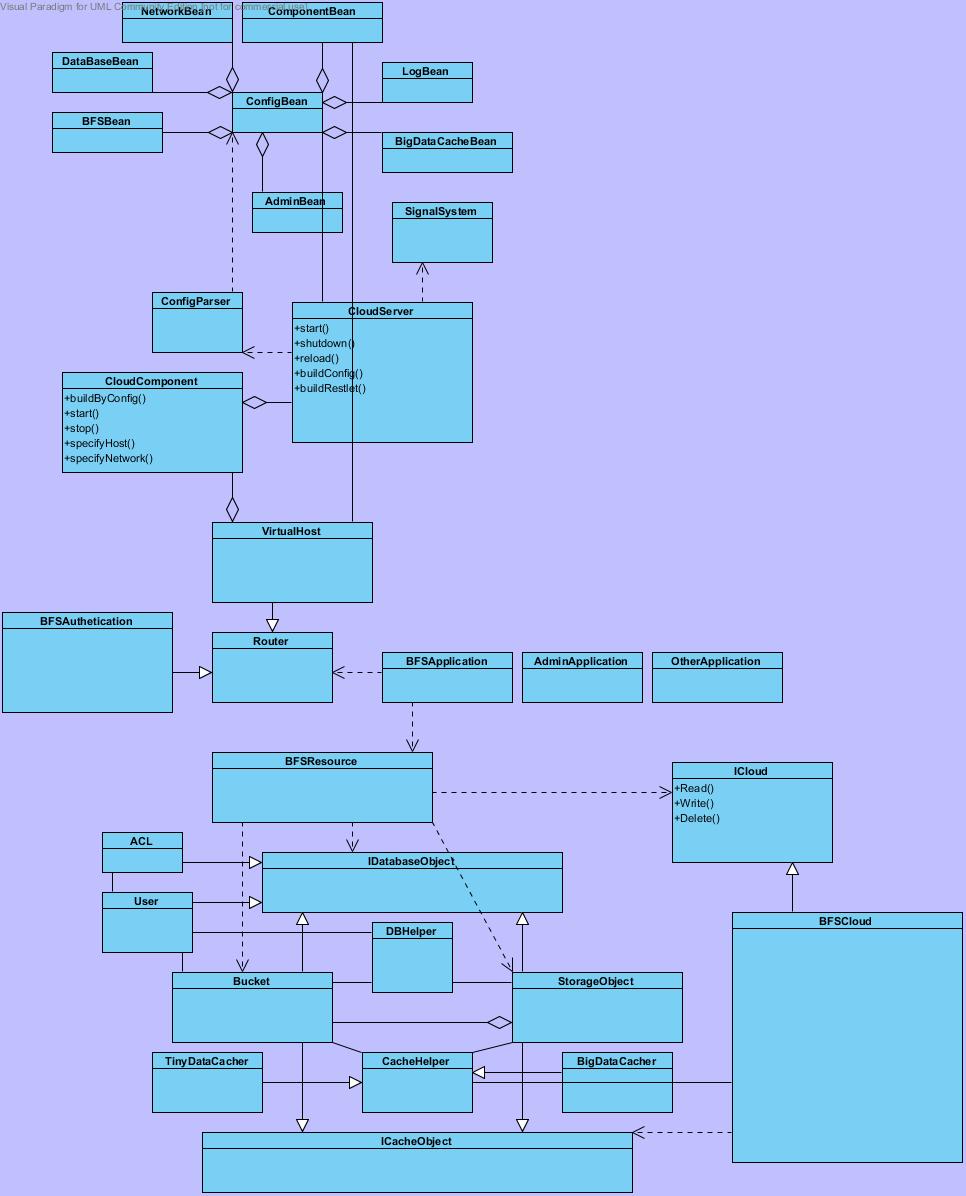 Visual Paradigm for UML Community Edition [not for commercial use]
NetworkBean
ComponentBean
DataBaseBean
LogBean
ConfigBean
BFSBean
BigDataCacheBean
AdminBean
SignalSystem
ConfigParser
CloudServer
+start()
+shutdown()
+reload()
+buildConfig()
+buildRestlet()
CloudComponent
+buildByConfig()
+start()
+stop()
+specifyHost()
+specifyNetwork()
VirtualHost
BFSAuthetication
Router
BFSApplication
AdminApplication
OtherApplication
BFSResource
ICloud
+Read()
+Write()
+Delete()
ACL
IDatabaseObject
User
BFSCloud
DBHelper
Bucket
StorageObject
TinyDataCacher
CacheHelper
BigDataCacher
ICacheObject